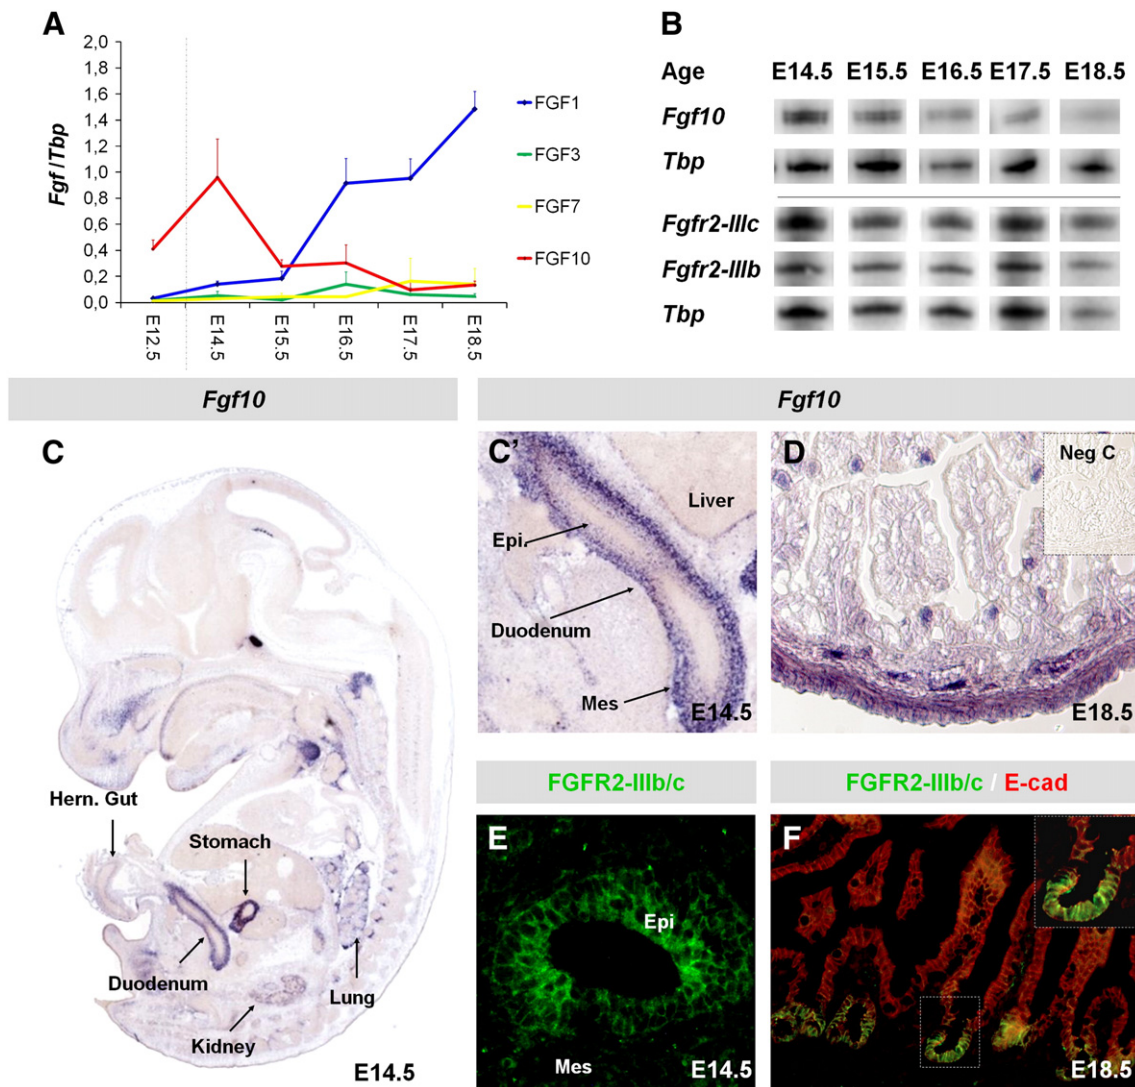 A
2,0
1,8
1,6
1,4
1,2
1,0
0,8
0,6
0,4
0,2
0,0
Fgf/Tbp
E12.5
E14.5
E15.5
E16.5
E17.5
E18.5
FGF1
FGF3
FGF7
FGF10
B
Age E14.5 E15.5 E16.5 E17.5 E18.5
Fgf10
Tbp
Fgfr2-IIIc
Fgfr2-IIIb
Tbp
Fgf10
Fgf10
C
Hern. Gut
Stomach
Duodenum
Lung
Kidney
E14.5
C'
Liver
Epi.
Duodenum
Mes
E14.5
D
Neg C
E18.5
FGFR2-IIIb/c
FGFR2-IIIb/c / E-cad
E
Epi
Mes
E14.5
F
E18.5